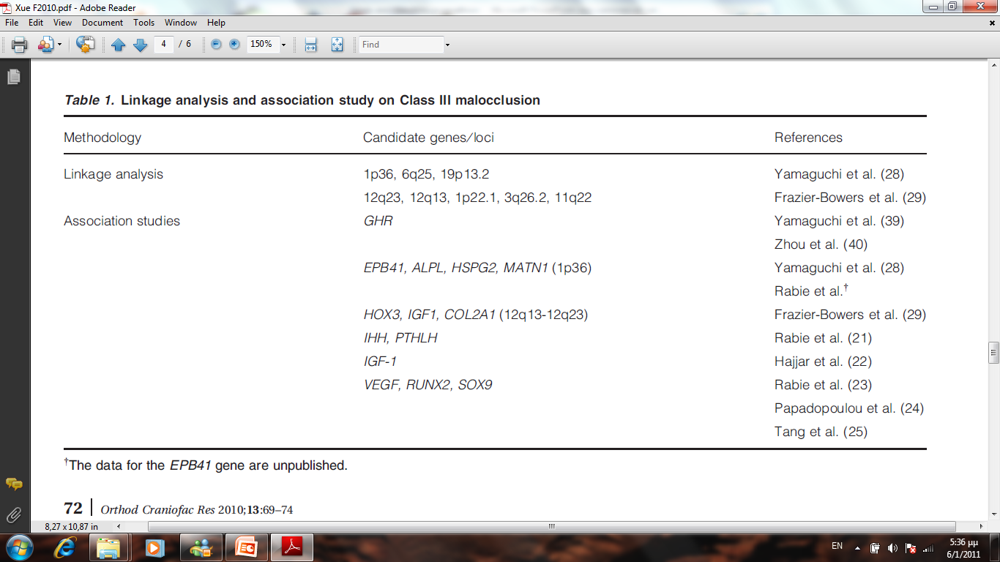 Xue F2010.pdf - Adobe Reader
File Edit View Document Tools Window Help
4 / 6 150% Find
Table 1. Linkage analysis and association study on Class III malocclusion
Methodology Candidate genes/loci References
Linkage analysis 1p36, 6q25, 19p13.2 Yamaguchi et al. (28)
12q23, 12q13, 1p22.1, 3q26.2, 11q22 Frazier-Bowers et al. (29)
Association studies GHR Yamaguchi et al. (39)
Zhou et al. (40)
EPB41, ALPL, HSPG2, MATN1 (1p36) Yamaguchi et al. (28)
Rabie et al.†
HOX3, IGF1, COL2A1 (12q13-12q23) Frazier-Bowers et al. (29)
IHH, PTHLH Rabie et al. (21)
IGF-1 Hajjar et al. (22)
VEGF, RUNX2, SOX9 Rabie et al. (23)
Papadopoulou et al. (24)
Tang et al. (25)
†The data for the EPB41 gene are unpublished.
72 | Orthod Craniofac Res 2010;13:69–74
8,27 x 10,87 in
EN 5:36 μμ
6/1/2011